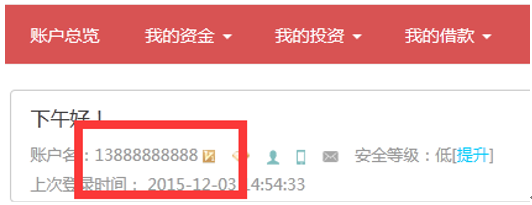 账户总览 我的资金 我的投资 我的借款
下午好！
账户名：13888888888 安全等级：低[提升]
上次登录时间： 2015-12-03 14:54:33